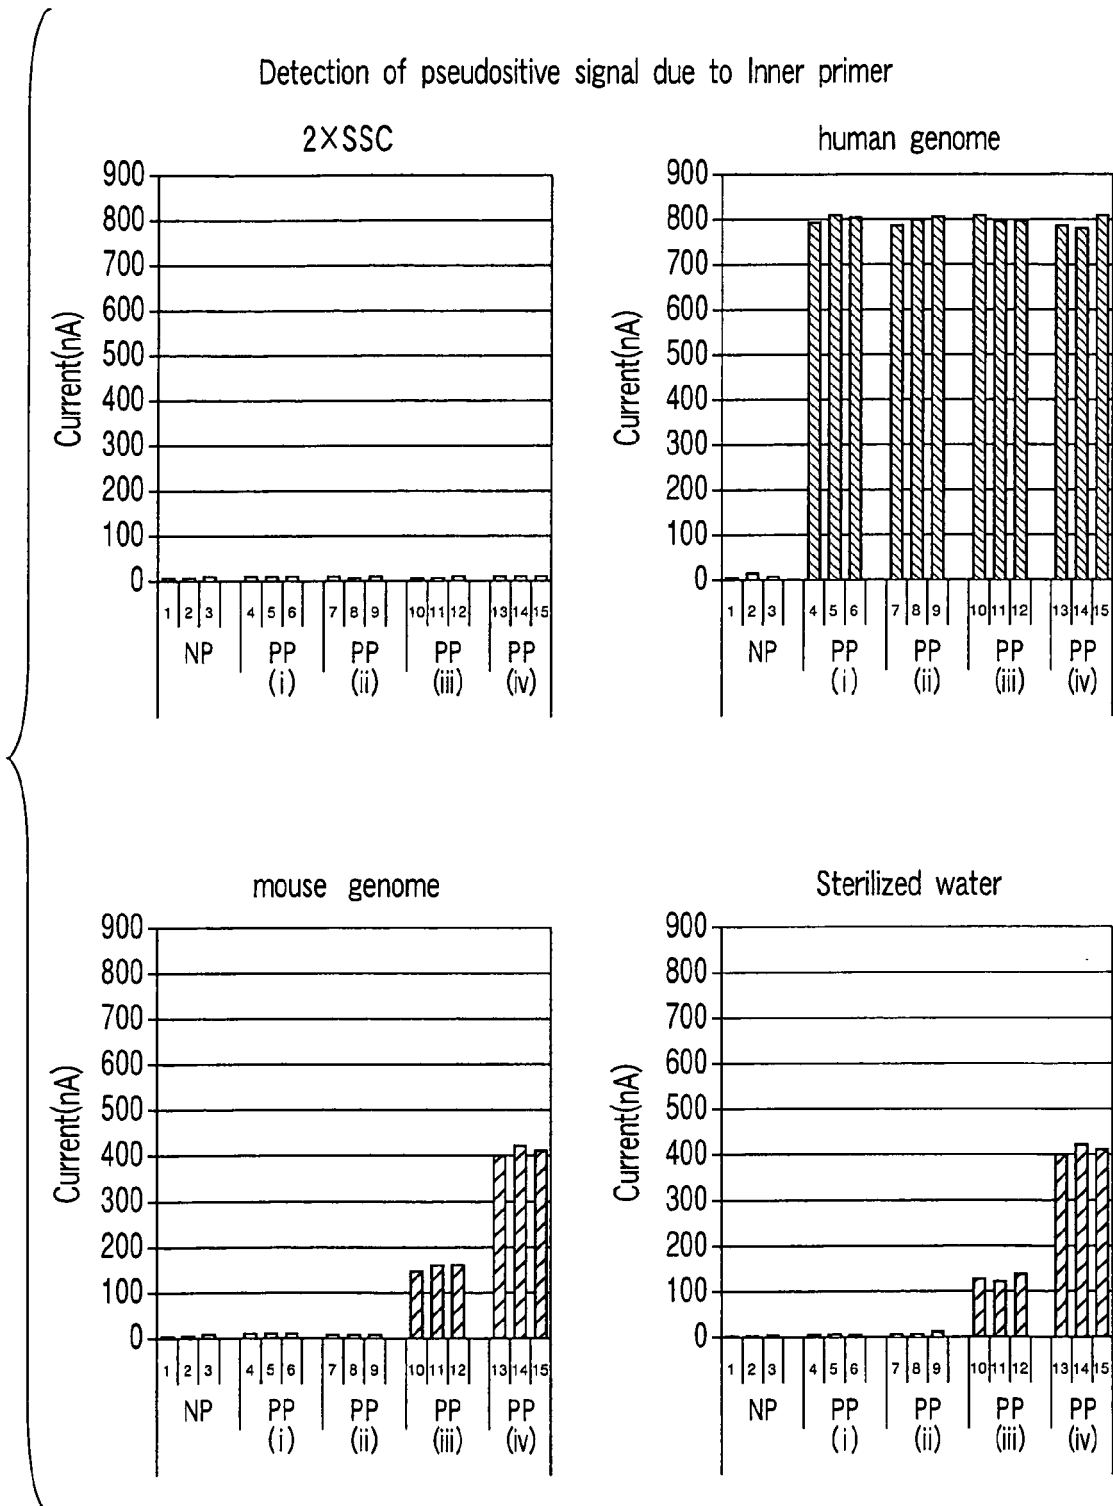 Detection of pseudositive signal due to Inner primer
2×SSC
Current(nA)
900
800
700
600
500
400
300
200
100
0
1 2 3 4 5 6 7 8 9 10 11 12 13 14 15
NP PP PP PP PP
(i) (ii) (iii) (iv)
human genome
Current(nA)
900
800
700
600
500
400
300
200
100
0
1 2 3 4 5 6 7 8 9 10 11 12 13 14 15
NP PP PP PP PP
(i) (ii) (iii) (iv)
mouse genome
Current(nA)
900
800
700
600
500
400
300
200
100
0
1 2 3 4 5 6 7 8 9 10 11 12 13 14 15
NP PP PP PP PP
(i) (ii) (iii) (iv)
Sterilized water
Current(nA)
900
800
700
600
500
400
300
200
100
0
1 2 3 4 5 6 7 8 9 10 11 12 13 14 15
NP PP PP PP PP
(i) (ii) (iii) (iv)